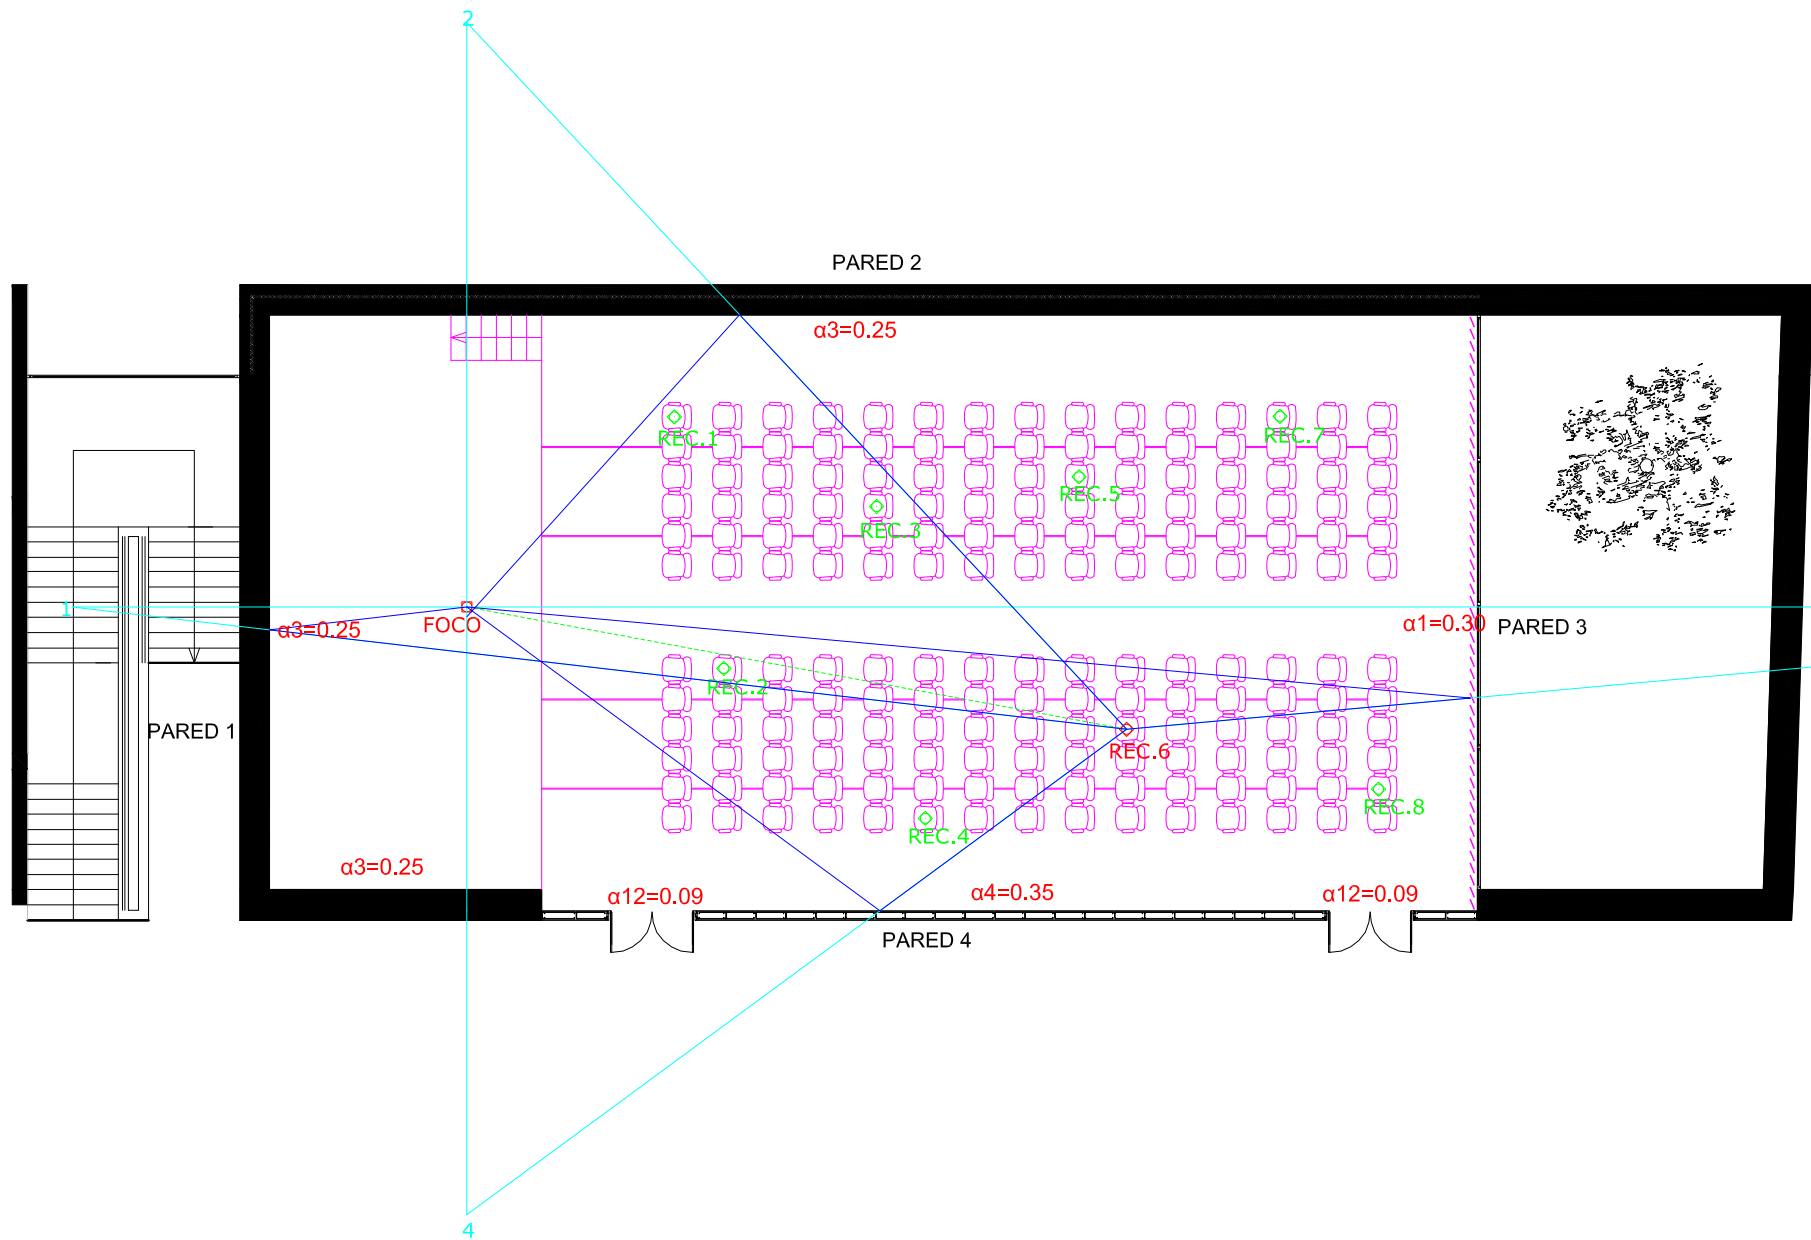 2
PARED 2
α3=0.25
REC.1
REC.7
REC.5
REC.3
1
FOCO
α3=0.25
α1=0.30
PARED 3
REC.2
PARED 1
REC.6
REC.8
REC.4
α3=0.25
α12=0.09
α4=0.35
α12=0.09
PARED 4
4